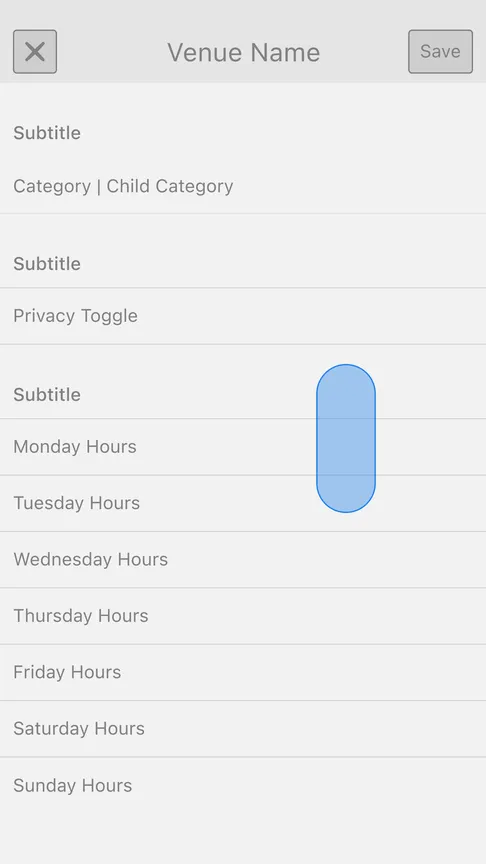 Venue Name
Save
Subtitle
Category | Child Category
Subtitle
Privacy Toggle
Subtitle
Monday Hours
Tuesday Hours
Wednesday Hours
Thursday Hours
Friday Hours
Saturday Hours
Sunday Hours